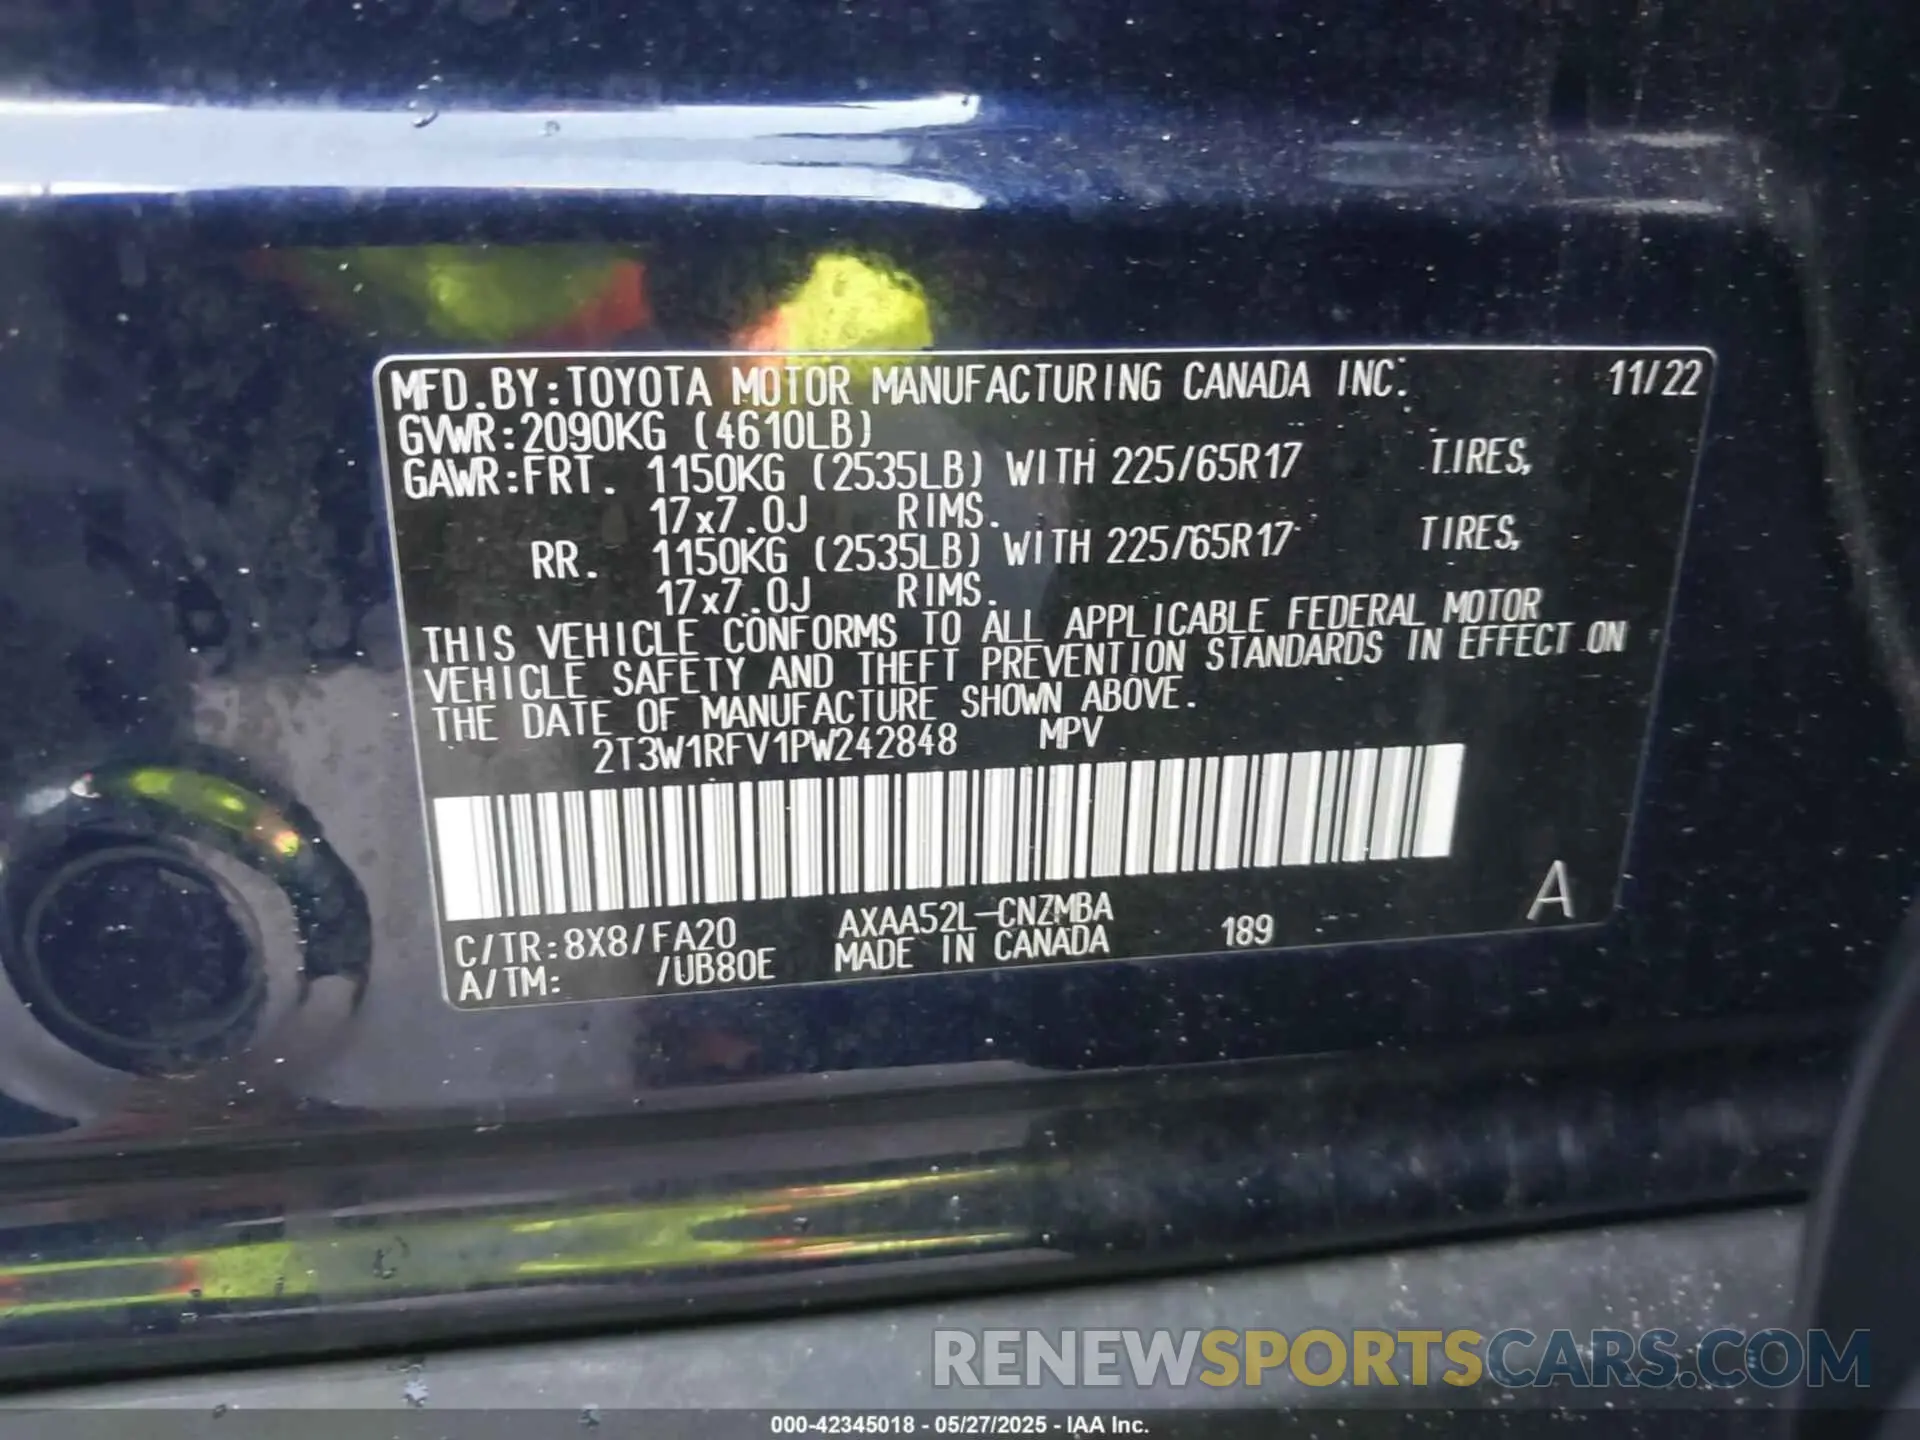 MFD.BY:TOYOTA MOTOR MANUFACTURING CANADA INC. 11/22
GVWR:2090KG (4610LB)
GAWR:FRT. 1150KG (2535LB) WITH 225/65R17 TIRES,
17x7.0J RIMS.
RR. 1150KG (2535LB) WITH 225/65R17 TIRES,
17x7.0J RIMS.
THIS VEHICLE CONFORMS TO ALL APPLICABLE FEDERAL MOTOR
VEHICLE SAFETY AND THEFT PREVENTION STANDARDS IN EFFECT ON
THE DATE OF MANUFACTURE SHOWN ABOVE.
2T3W1RFV1PW242848 MPV
C/TR:8X8/FA20 AXAA52L-CNZMBA 189 A
A/TM: /UB80E MADE IN CANADA
RENEWSPORTSCARS.COM
000-42345018 - 05/27/2025 - IAA Inc.